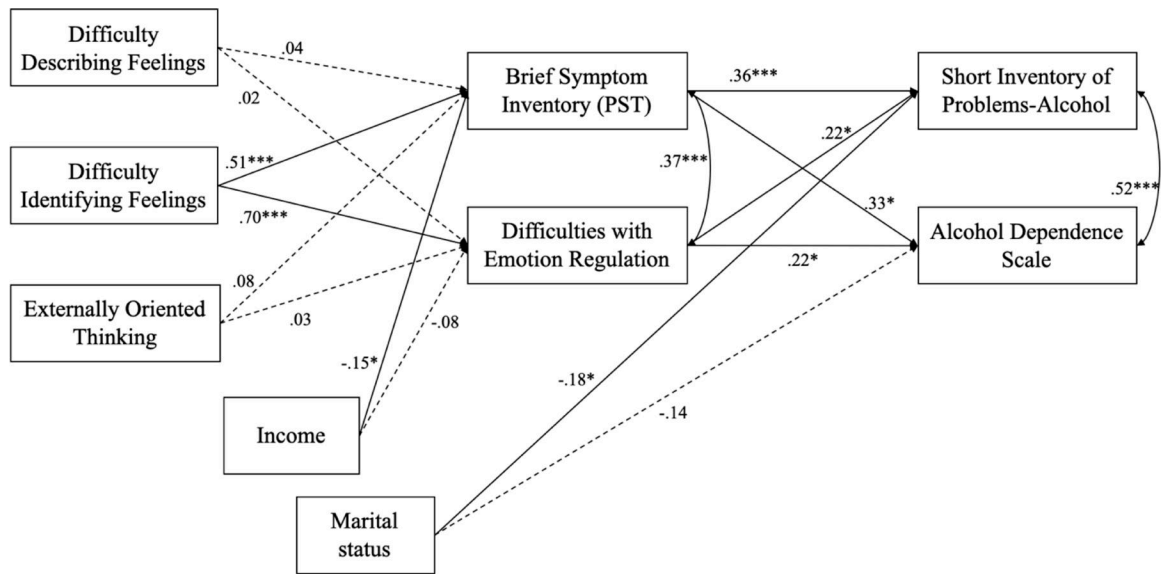 Difficulty
Describing Feelings
Difficulty
Identifying Feelings
Externally Oriented
Thinking
Income
Marital
status
Brief Symptom
Inventory (PST)
Difficulties with
Emotion Regulation
Short Inventory of
Problems-Alcohol
Alcohol Dependence
Scale
.04
.02
.51***
.70***
.08
.03
-.15*
-.08
.36***
.22*
.37***
.33*
.22*
-.18*
-.14
.52***